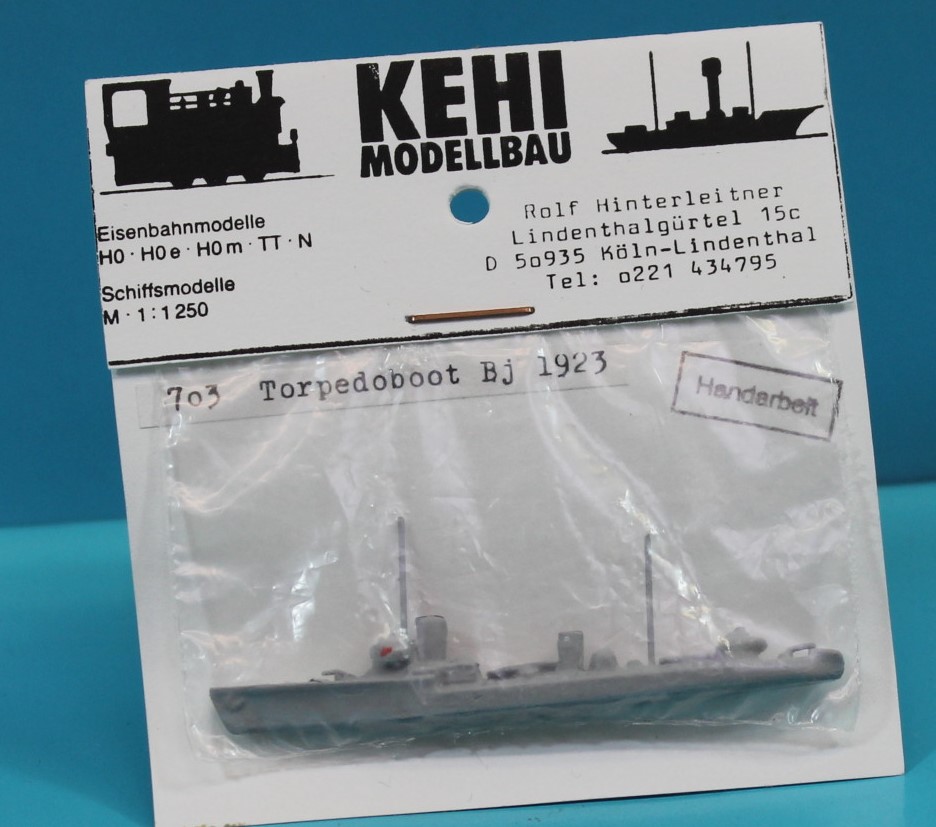 KEHI
MODELLBAU
Eisenbahnmodelle
H0 · H0e · H0m · TT · N
Schiffsmodelle
M · 1:1250
Rolf Hinterleitner
Lindenthalgürtel 15c
D 5o935 Köln-Lindenthal
Tel: o221 434795
7o3 Torpedoboot Bj 1923
Handarbeit